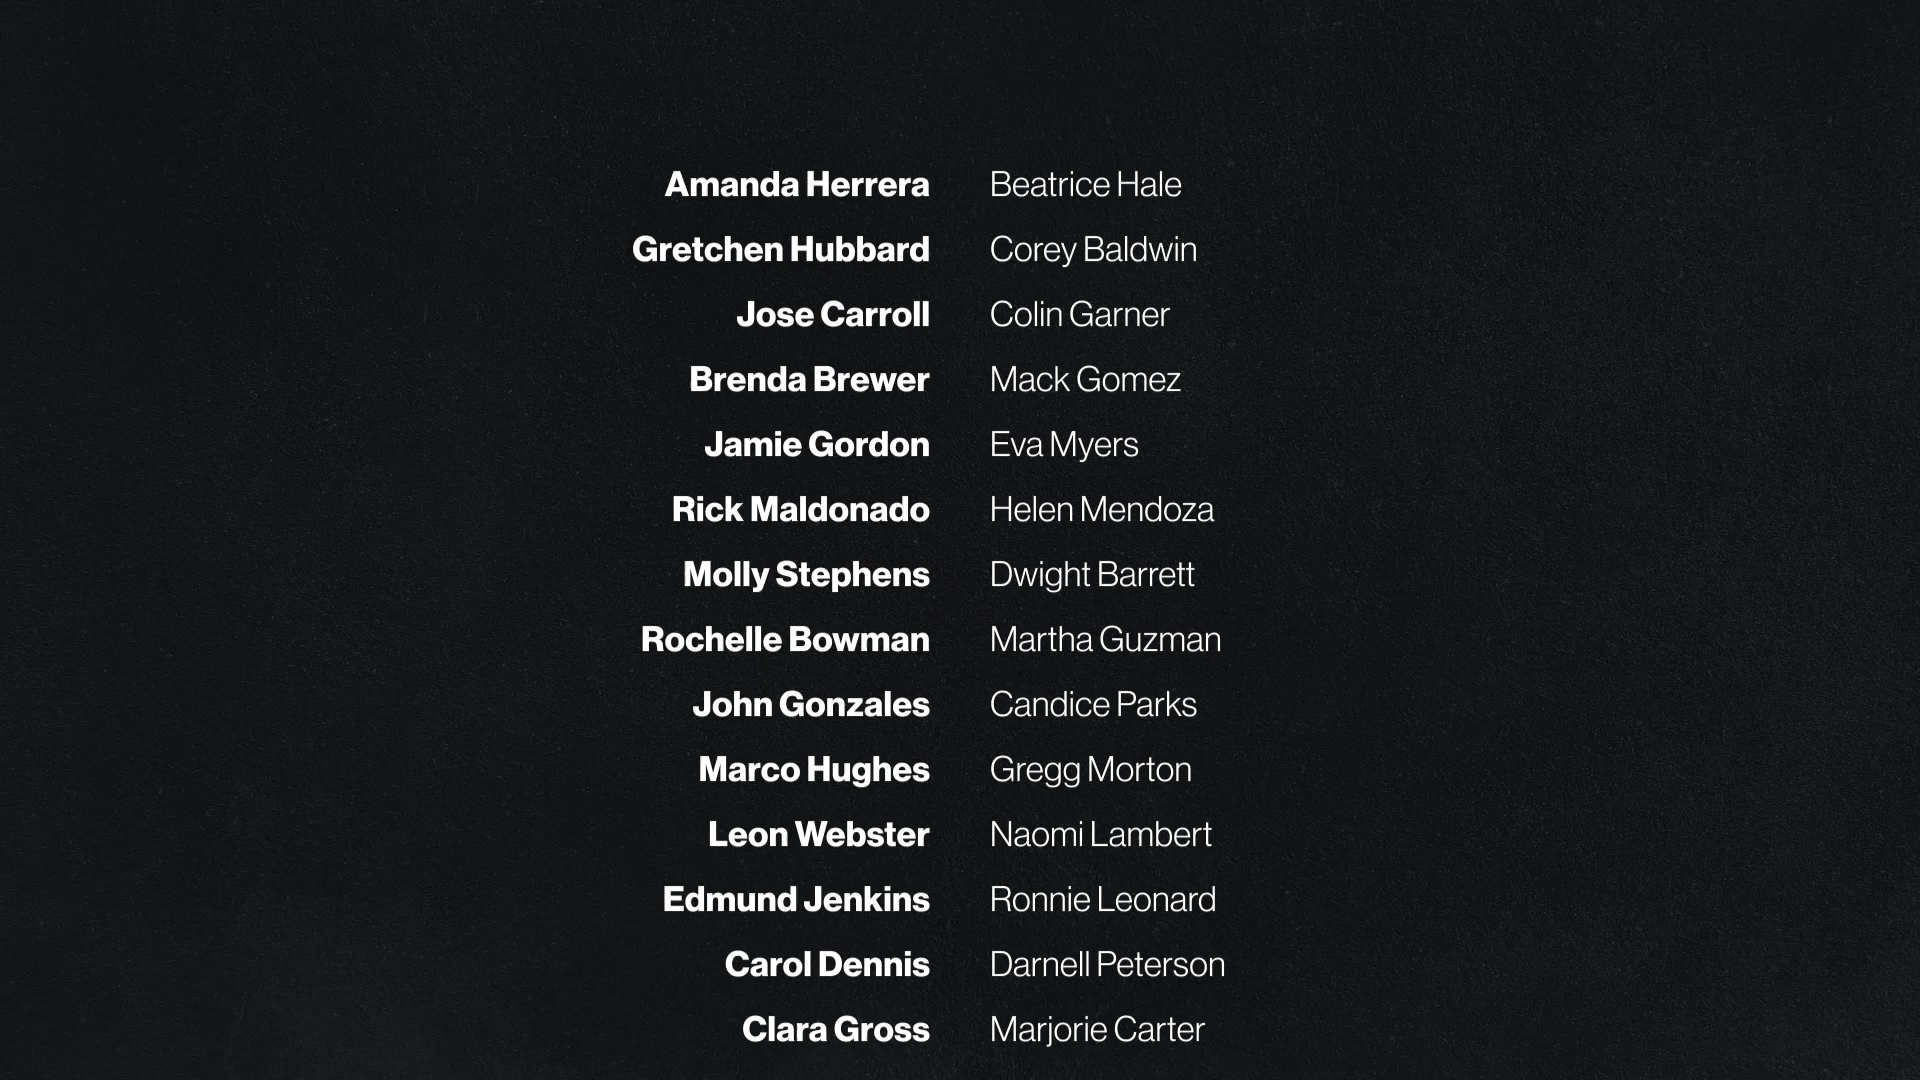 Amanda Herrera Beatrice Hale
Gretchen Hubbard Corey Baldwin
Jose Carroll Colin Garner
Brenda Brewer Mack Gomez
Jamie Gordon Eva Myers
Rick Maldonado Helen Mendoza
Molly Stephens Dwight Barrett
Rochelle Bowman Martha Guzman
John Gonzales Candice Parks
Marco Hughes Gregg Morton
Leon Webster Naomi Lambert
Edmund Jenkins Ronnie Leonard
Carol Dennis Darnell Peterson
Clara Gross Marjorie Carter